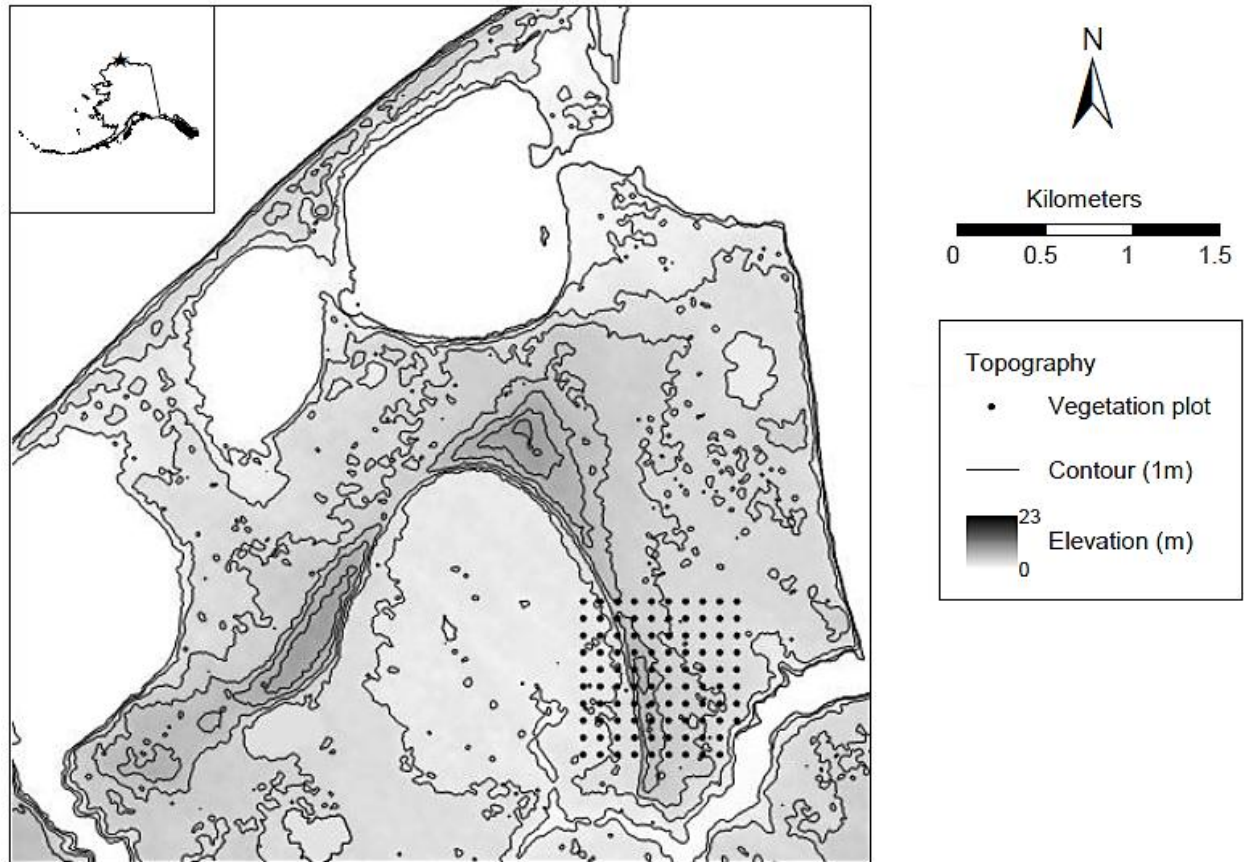 N
Kilometers
0 0.5 1 1.5
Topography
Vegetation plot
Contour (1m)
23
Elevation (m)
0